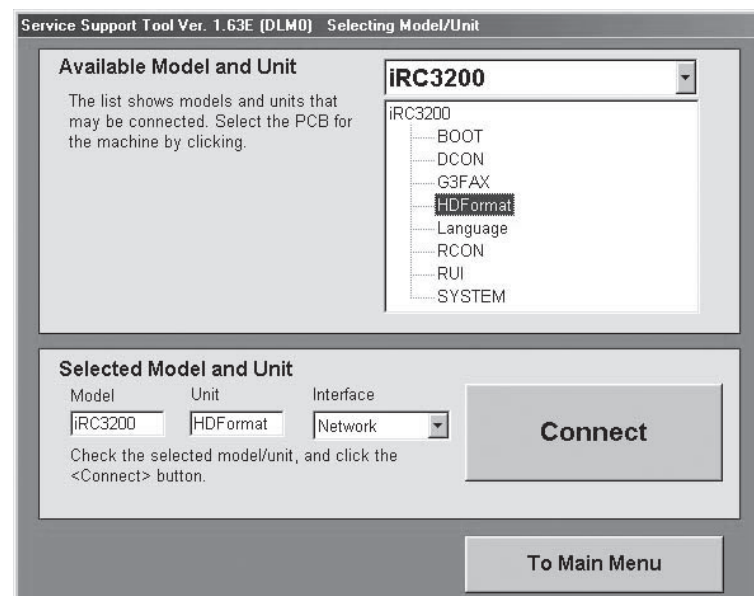 Service Support Tool Ver. 1.63E (DLM0) Selecting Model/Unit
Available Model and Unit
The list shows models and units that
may be connected. Select the PCB for
the machine by clicking.
iRC3200
iRC3200
BOOT
DCON
G3FAX
HDFormat
Language
RCON
RUI
SYSTEM
Selected Model and Unit
Model Unit Interface
iRC3200 HDFormat Network
Check the selected model/unit, and click the
<Connect> button.
Connect
To Main Menu